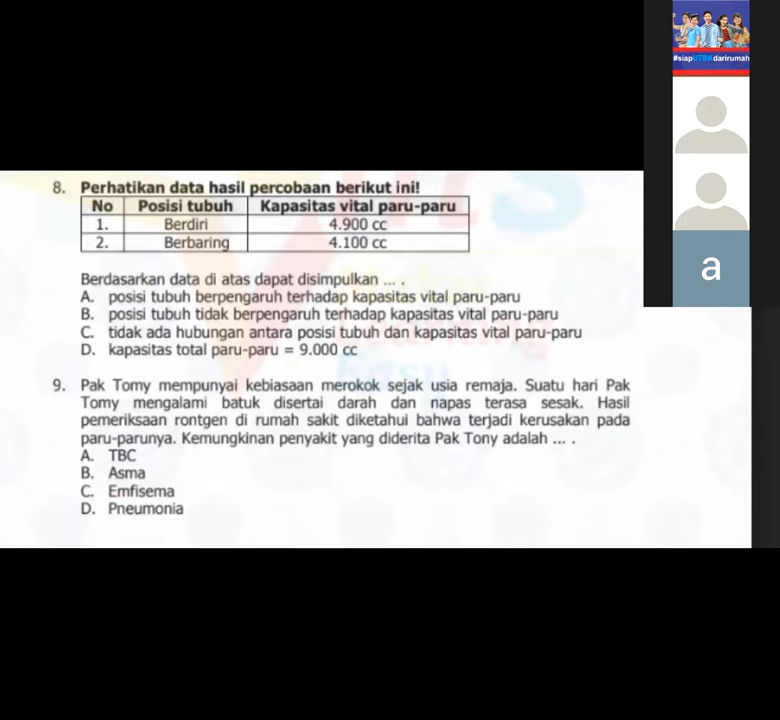 #siapUTBKdarirumah
a
8. Perhatikan data hasil percobaan berikut ini!
No Posisi tubuh Kapasitas vital paru-paru
1. Berdiri 4.900 cc
2. Berbaring 4.100 cc
Berdasarkan data di atas dapat disimpulkan ... .
A. posisi tubuh berpengaruh terhadap kapasitas vital paru-paru
B. posisi tubuh tidak berpengaruh terhadap kapasitas vital paru-paru
C. tidak ada hubungan antara posisi tubuh dan kapasitas vital paru-paru
D. kapasitas total paru-paru = 9.000 cc
9. Pak Tomy mempunyai kebiasaan merokok sejak usia remaja. Suatu hari Pak
Tomy mengalami batuk disertai darah dan napas terasa sesak. Hasil
pemeriksaan rontgen di rumah sakit diketahui bahwa terjadi kerusakan pada
paru-parunya. Kemungkinan penyakit yang diderita Pak Tony adalah ... .
A. TBC
B. Asma
C. Emfisema
D. Pneumonia